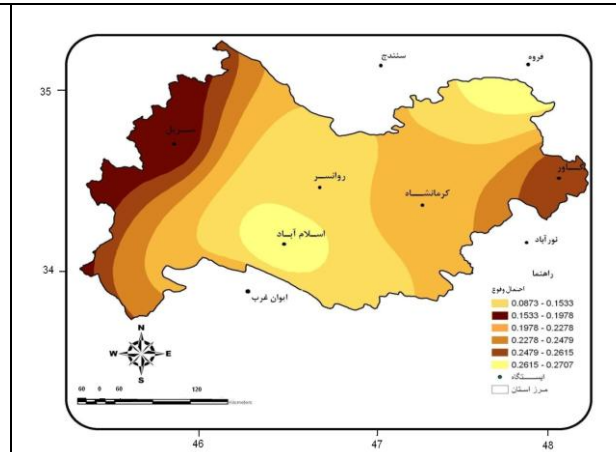 سنندج
قروه
35
سرپل
روانسر
کرمانشاه
اسلام آباد
نورآباد
34
ایوان غرب
راهنما
احتمال وقوع
0.0873 - 0.1533
0.1533 - 0.1978
0.1978 - 0.2278
0.2278 - 0.2479
0.2479 - 0.2615
0.2615 - 0.2707
ایستگاه
مرز استان
N
W E
S
60 0 60 120
46 47 48